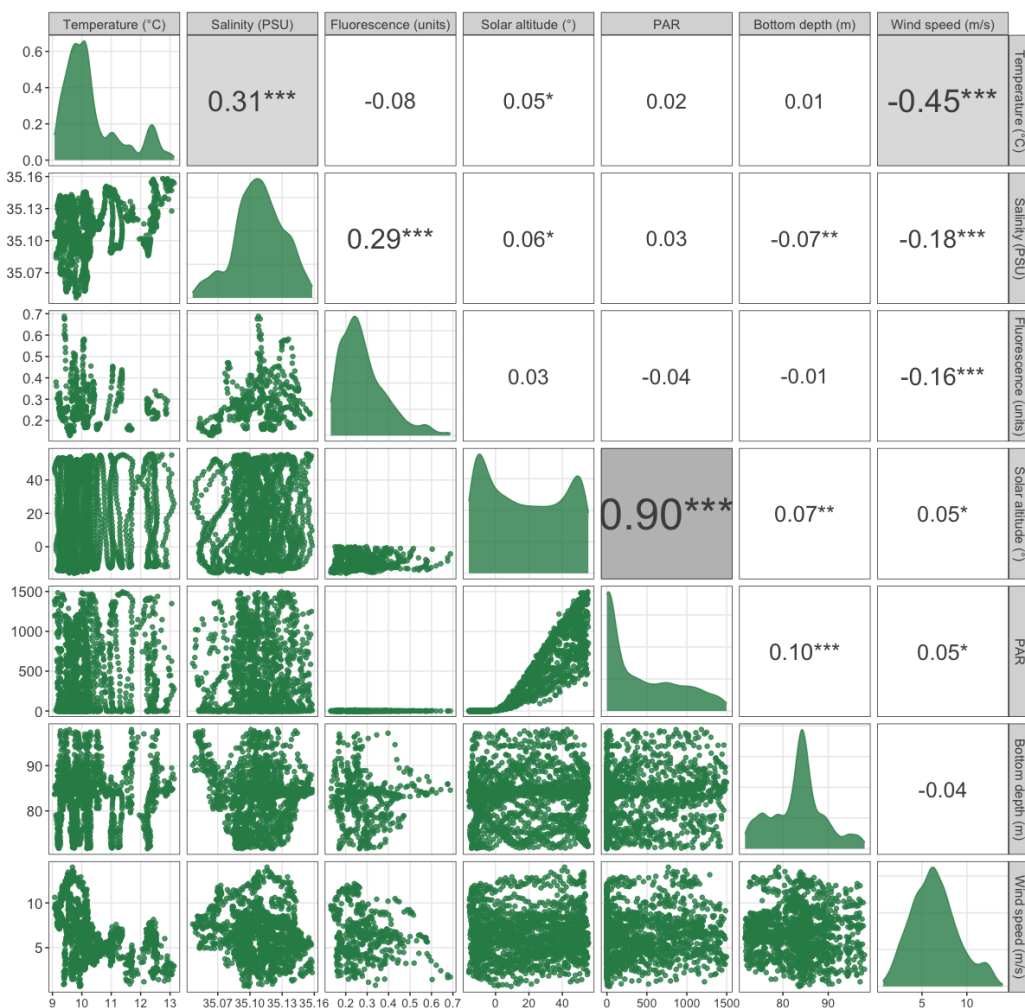 Temperature (°C) Salinity (PSU) Fluorescence (units) Solar altitude (°) PAR Bottom depth (m) Wind speed (m/s)
0.6
0.4
0.2
0.0
0.31*** -0.08 0.05* 0.02 0.01 -0.45***
Temperature (°C)
35.16
35.13
35.10
35.07
0.29*** 0.06* 0.03 -0.07** -0.18***
Salinity (PSU)
0.7
0.6
0.5
0.4
0.3
0.2
0.03 -0.04 -0.01 -0.16***
Fluorescence (units)
40
20
0
0.90*** 0.07** 0.05*
Solar altitude (°)
1500
1000
500
0
0.10*** 0.05*
PAR
90
80
-0.04
Bottom depth (m)
10
5
Wind speed (m/s)
9 10 11 12 13 35.07 35.10 35.13 35.16 0.2 0.3 0.4 0.5 0.6 0.7 0 20 40 0 500 1000 1500 80 90 5 10